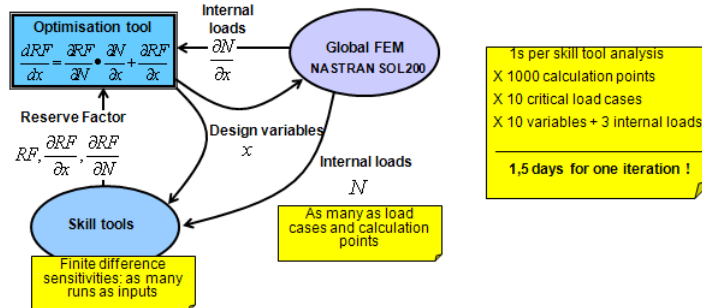 Optimisation tool
dRF/dx = ∂RF/∂N • ∂N/∂x + ∂RF/∂x
Internal
loads
∂N/∂x
Global FEM
NASTRAN SOL200
Reserve Factor
RF, ∂RF/∂x, ∂RF/∂N
Design variables
x
Internal loads
N
Skill tools
As many as load
cases and calculation
points
Finite difference
sensitivities: as many
runs as inputs
1s per skill tool analysis
X 1000 calculation points
X 10 critical load cases
X 10 variables + 3 internal loads
1,5 days for one iteration !